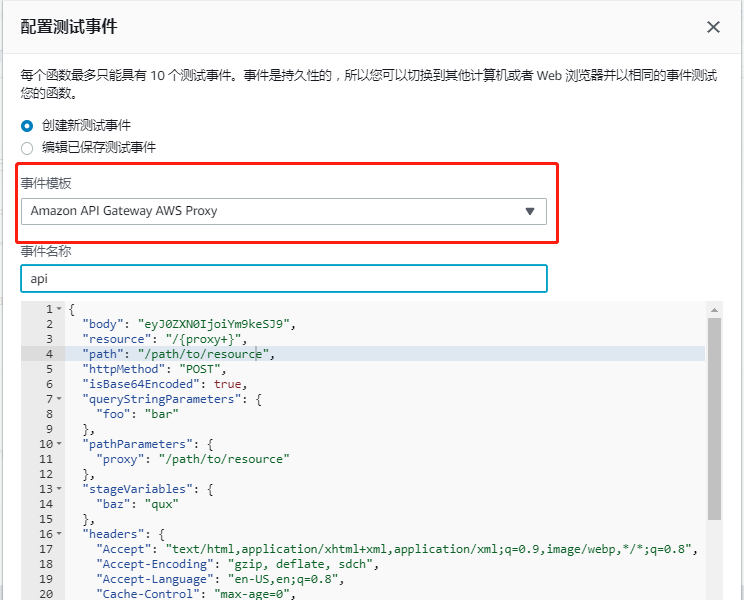 配置测试事件
每个函数最多只能具有 10 个测试事件。事件是持久性的，所以您可以切换到其他计算机或者 Web 浏览器并以相同的事件测试
您的函数。
创建新测试事件
编辑已保存测试事件
事件模板
Amazon API Gateway AWS Proxy
事件名称
api
1 {
2 "body": "eyJ0ZXN0IjoiYm9keSJ9",
3 "resource": "/{proxy+}",
4 "path": "/path/to/resource",
5 "httpMethod": "POST",
6 "isBase64Encoded": true,
7 "queryStringParameters": {
8 "foo": "bar"
9 },
10 "pathParameters": {
11 "proxy": "/path/to/resource"
12 },
13 "stageVariables": {
14 "baz": "qux"
15 },
16 "headers": {
17 "Accept": "text/html,application/xhtml+xml,application/xml;q=0.9,image/webp,*/*;q=0.8",
18 "Accept-Encoding": "gzip, deflate, sdch",
19 "Accept-Language": "en-US,en;q=0.8",
20 "Cache-Control": "max-age=0",